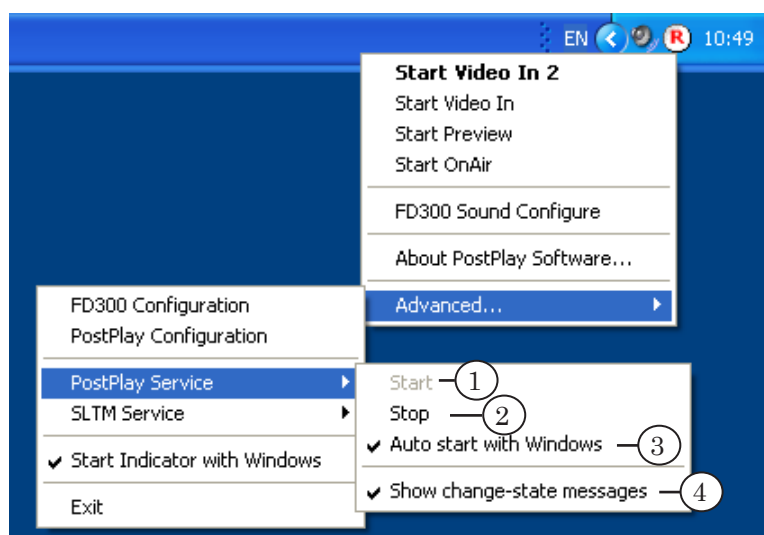 EN R 10:49
Start Video In 2
Start Video In
Start Preview
Start OnAir
FD300 Sound Configure
About PostPlay Software...
Advanced...
FD300 Configuration
PostPlay Configuration
PostPlay Service
SLTM Service
Start Indicator with Windows
Exit
Start 1
Stop 2
Auto start with Windows 3
Show change-state messages 4